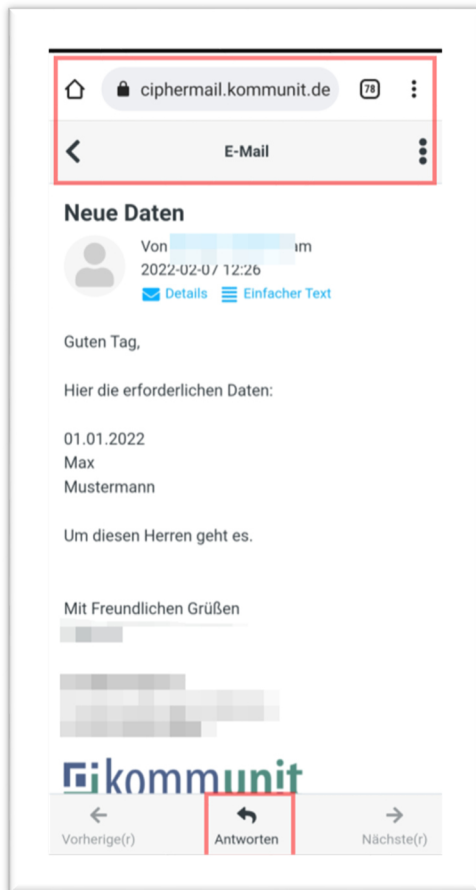 ciphermail.kommunit.de 78
E-Mail
Neue Daten
Von
2022-02-07 12:26
Details Einfacher Text
Guten Tag,
Hier die erforderlichen Daten:
01.01.2022
Max
Mustermann
Um diesen Herren geht es.
Mit Freundlichen Grüßen
kommunit
Vorherige(r) Antworten Nächste(r)